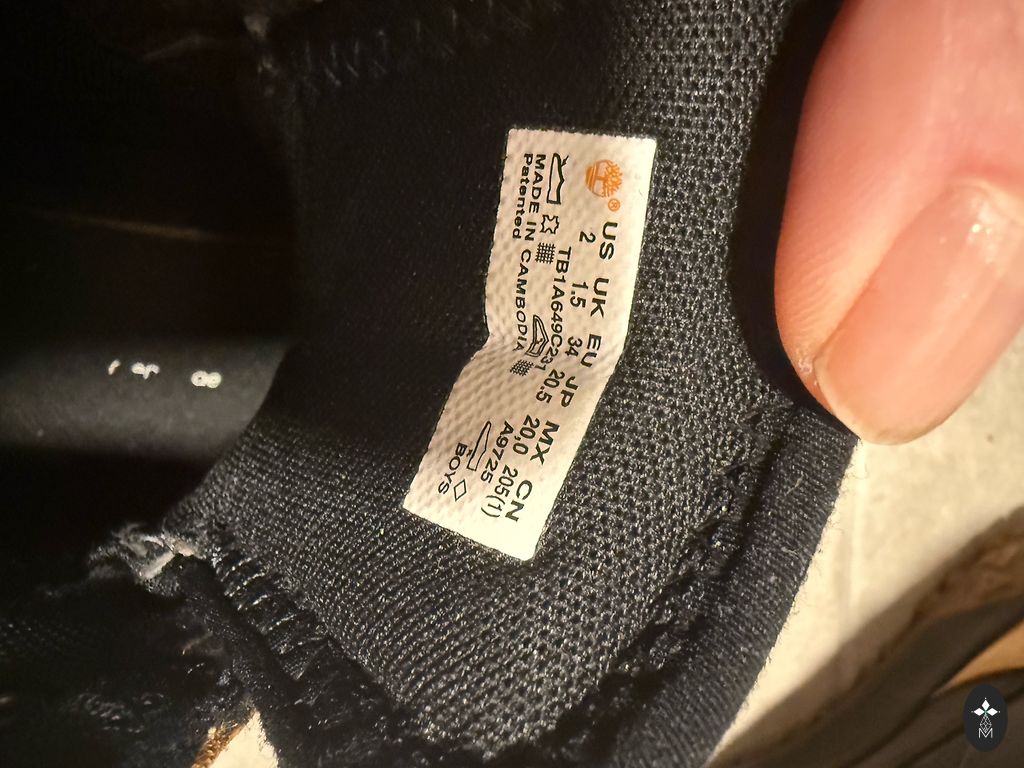 ® US UK EU JP MX CN
2 1.5 34 20.5 20,0 205(1)
TB1A649C231 A9725
BOYS
MADE IN CAMBODIA
Patented
M